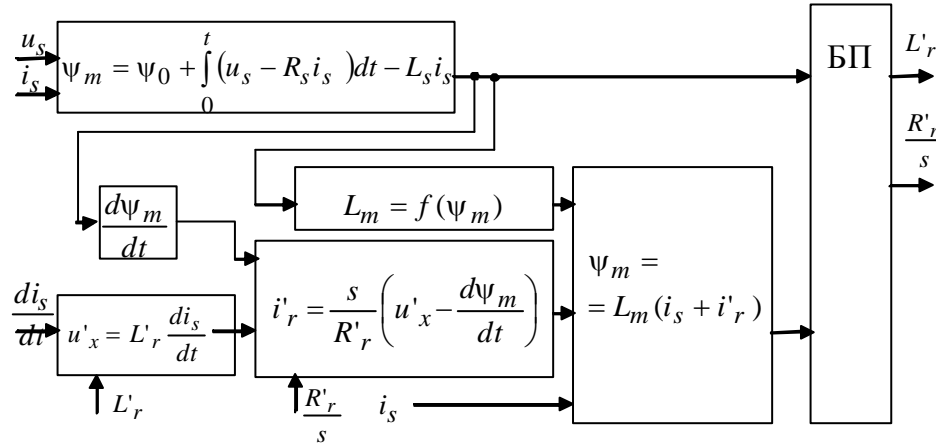 u_s
i_s
ψ_m = ψ_0 + ∫_0^t (u_s − R_s i_s )dt − L_s i_s
БП
L'_r
R'_r / s
dψ_m / dt
L_m = f(ψ_m)
ψ_m =
= L_m (i_s + i'_r)
i'_r = s / R'_r (u'_x − dψ_m / dt)
di_s / dt
u'_x = L'_r di_s / dt
L'_r
R'_r / s
i_s